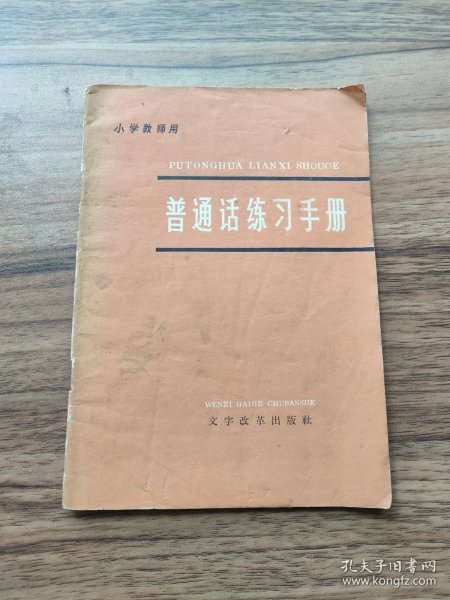 小学教师用
PUTONGHUA LIANXI SHOUCE
普通话练习手册
WENZI GAIGE CHUBANSHE
文字改革出版社
孔夫子旧书网
www.kongfz.com